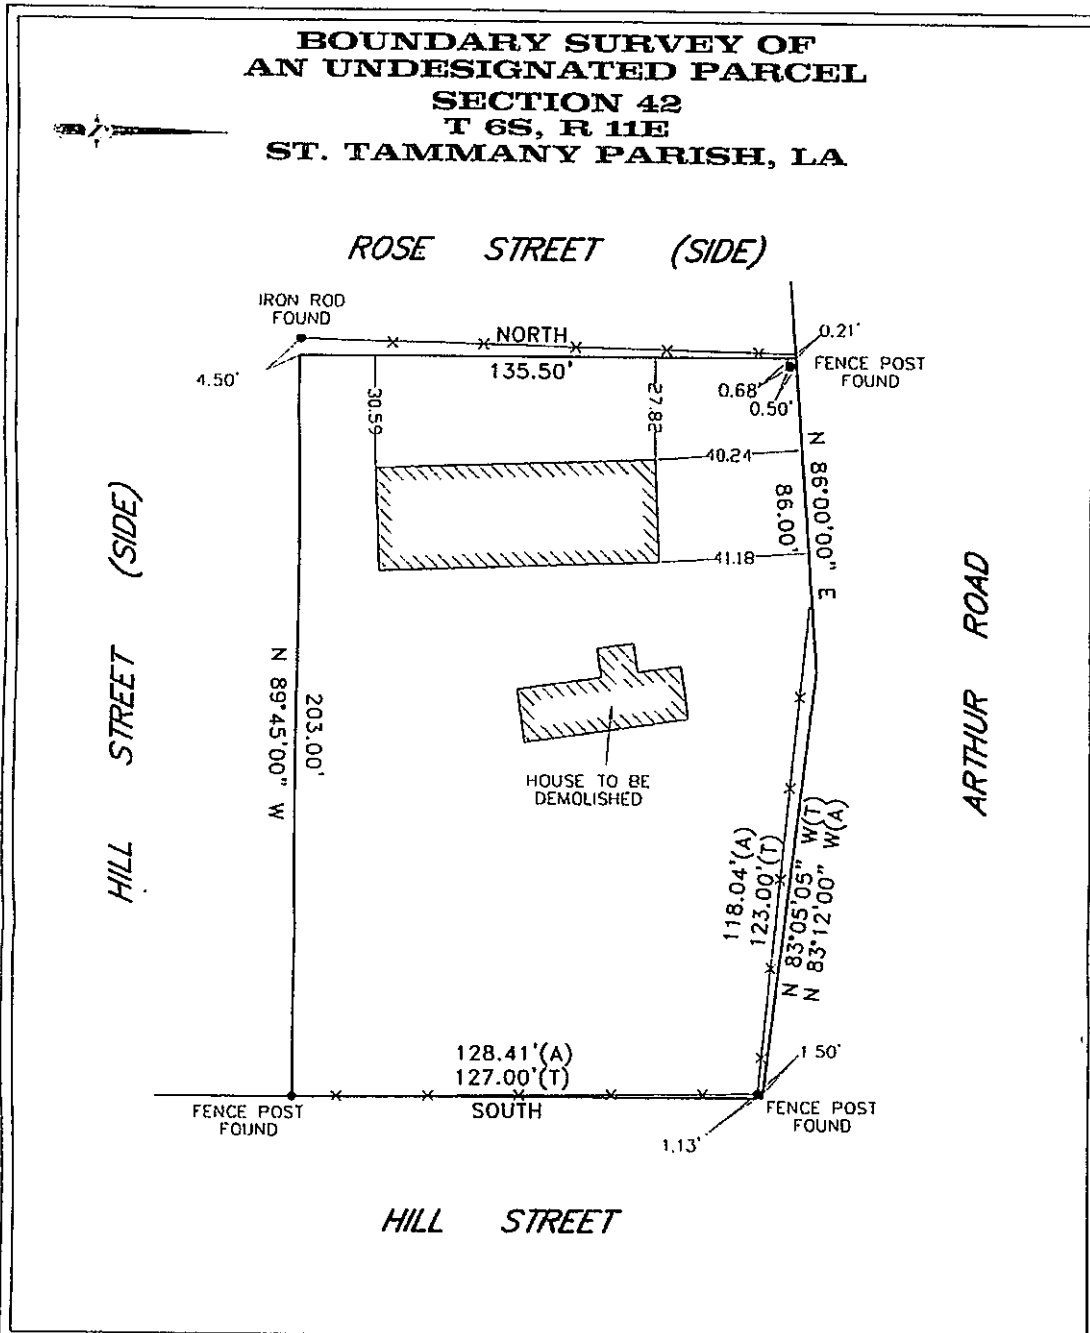 BOUNDARY SURVEY OF
AN UNDESIGNATED PARCEL
SECTION 42
T 6S, R 11E
ST. TAMMANY PARISH, LA
ROSE STREET (SIDE)
IRON ROD
FOUND
NORTH
135.50'
4.50'
0.21'
FENCE POST
FOUND
0.68'
0.50'
30.59
27.82
40.24
41.18
N 86°00'00" E
86.00'
HILL STREET (SIDE)
N 89°45'00" W
203.00'
ARTHUR ROAD
HOUSE TO BE
DEMOLISHED
118.04'(A)
123.00'(T)
N 83°05'05" W(T)
N 83°12'00" W(A)
128.41'(A)
127.00'(T)
SOUTH
1.50'
FENCE POST
FOUND
FENCE POST
FOUND
1.13'
HILL STREET